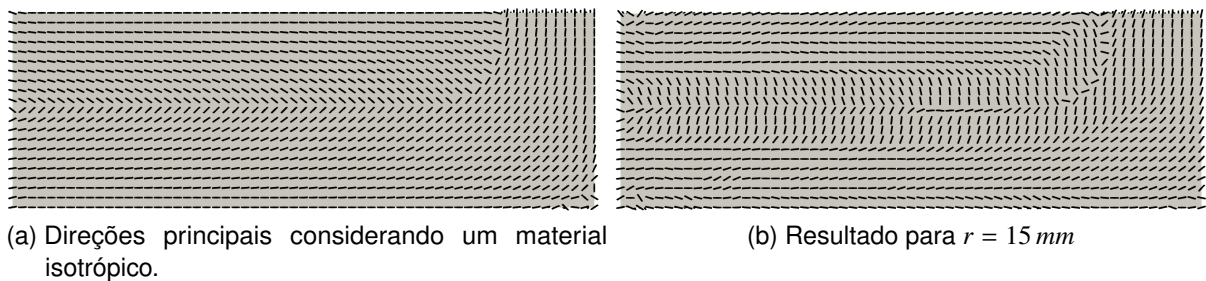 (a) Direções principais considerando um material
isotrópico.
(b) Resultado para r = 15 mm